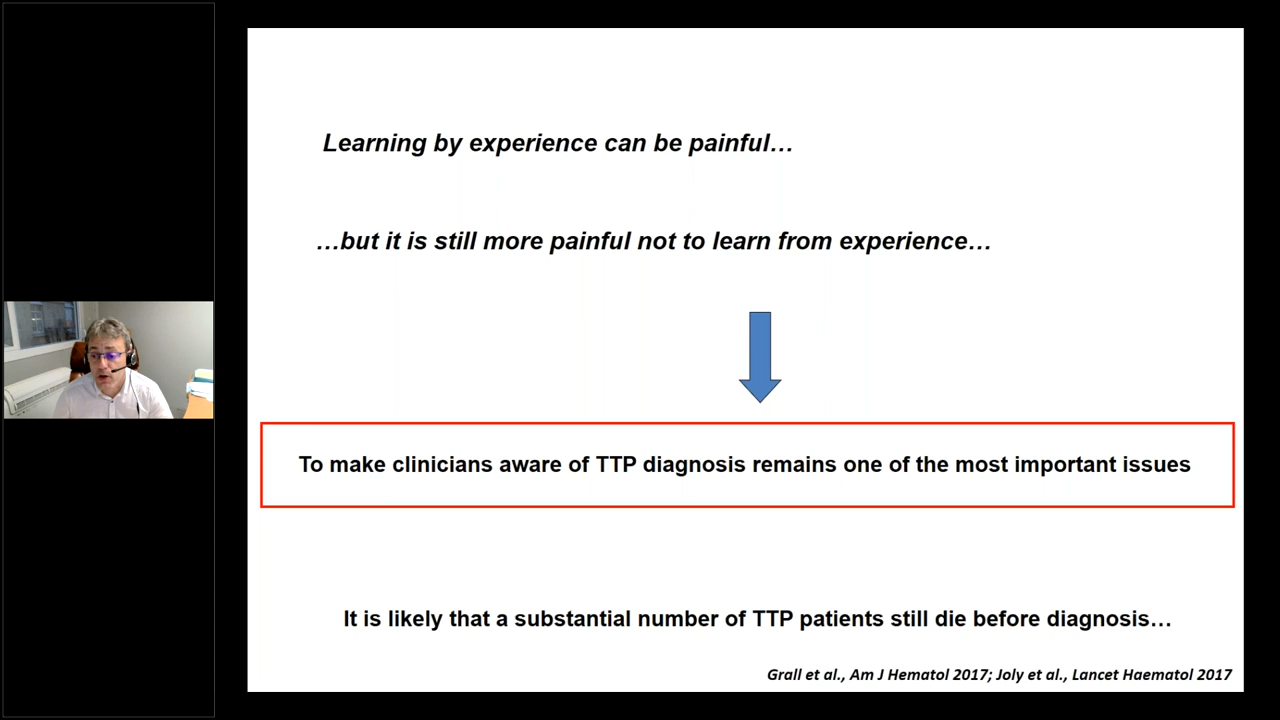 Learning by experience can be painful…
…but it is still more painful not to learn from experience…
To make clinicians aware of TTP diagnosis remains one of the most important issues
It is likely that a substantial number of TTP patients still die before diagnosis…
Grall et al., Am J Hematol 2017; Joly et al., Lancet Haematol 2017